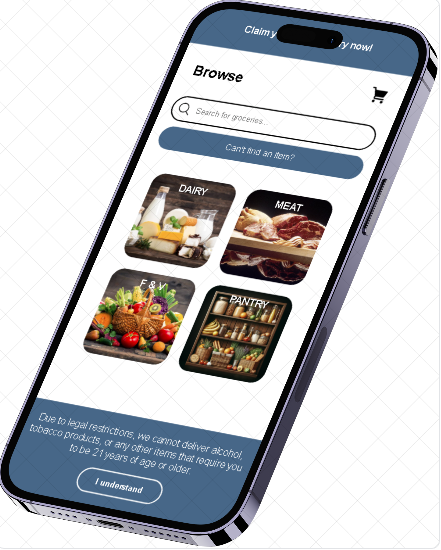 Claim y ry now!
Browse
Search for groceries...
Can't find an item?
DAIRY
MEAT
F & V
PANTRY
Due to legal restrictions, we cannot deliver alcohol,
tobacco products, or any other items that require you
to be 21 years of age or older.
I understand